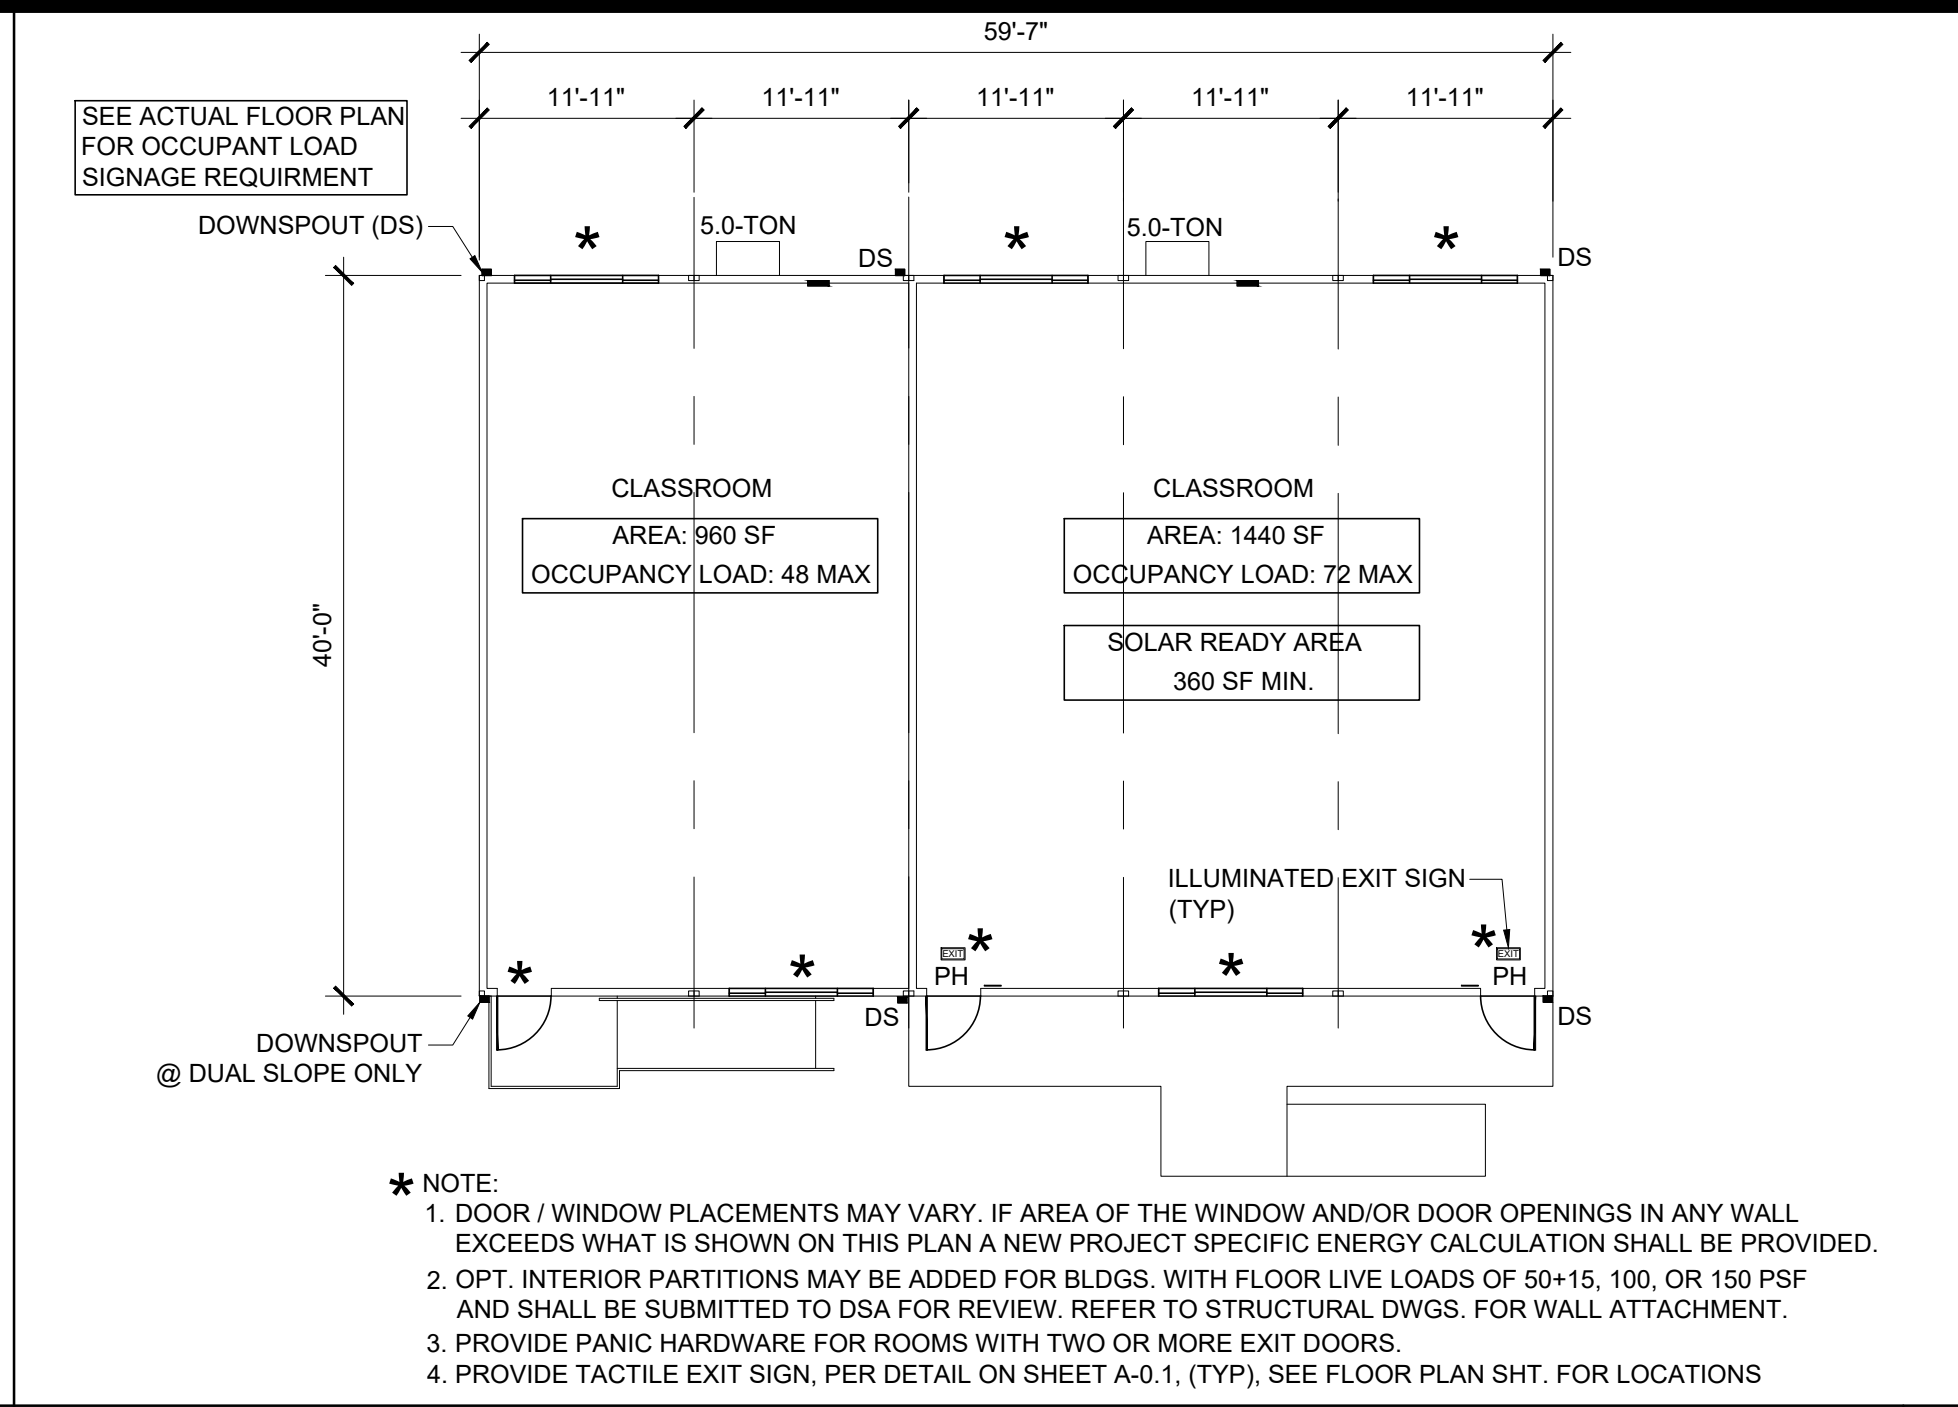 59'-7"
11'-11" 11'-11" 11'-11" 11'-11" 11'-11"
SEE ACTUAL FLOOR PLAN
FOR OCCUPANT LOAD
SIGNAGE REQUIRMENT
DOWNSPOUT (DS)
* 5.0-TON * 5.0-TON *
DS DS
40'-0"
CLASSROOM
AREA: 960 SF
OCCUPANCY LOAD: 48 MAX
CLASSROOM
AREA: 1440 SF
OCCUPANCY LOAD: 72 MAX
SOLAR READY AREA
360 SF MIN.
ILLUMINATED EXIT SIGN
(TYP)
EXIT * * EXIT
* * PH * PH
DS DS
DOWNSPOUT
@ DUAL SLOPE ONLY
* NOTE:
1. DOOR / WINDOW PLACEMENTS MAY VARY. IF AREA OF THE WINDOW AND/OR DOOR OPENINGS IN ANY WALL
EXCEEDS WHAT IS SHOWN ON THIS PLAN A NEW PROJECT SPECIFIC ENERGY CALCULATION SHALL BE PROVIDED.
2. OPT. INTERIOR PARTITIONS MAY BE ADDED FOR BLDGS. WITH FLOOR LIVE LOADS OF 50+15, 100, OR 150 PSF
AND SHALL BE SUBMITTED TO DSA FOR REVIEW. REFER TO STRUCTURAL DWGS. FOR WALL ATTACHMENT.
3. PROVIDE PANIC HARDWARE FOR ROOMS WITH TWO OR MORE EXIT DOORS.
4. PROVIDE TACTILE EXIT SIGN, PER DETAIL ON SHEET A-0.1, (TYP), SEE FLOOR PLAN SHT. FOR LOCATIONS